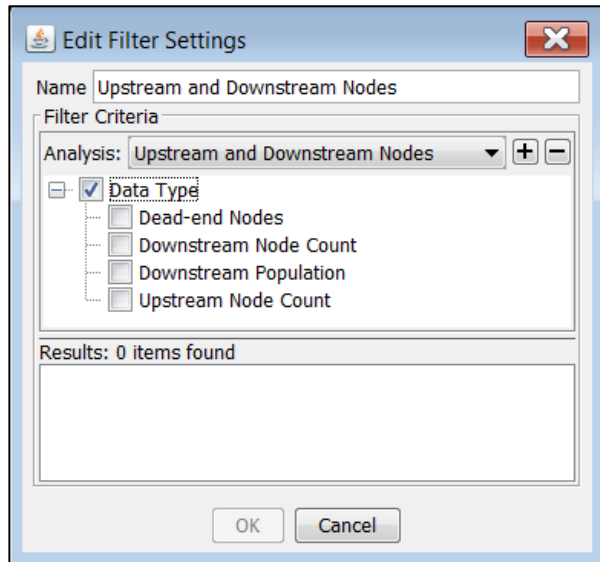 Edit Filter Settings
Name Upstream and Downstream Nodes
Filter Criteria
Analysis: Upstream and Downstream Nodes
Data Type
Dead-end Nodes
Downstream Node Count
Downstream Population
Upstream Node Count
Results: 0 items found
OK Cancel